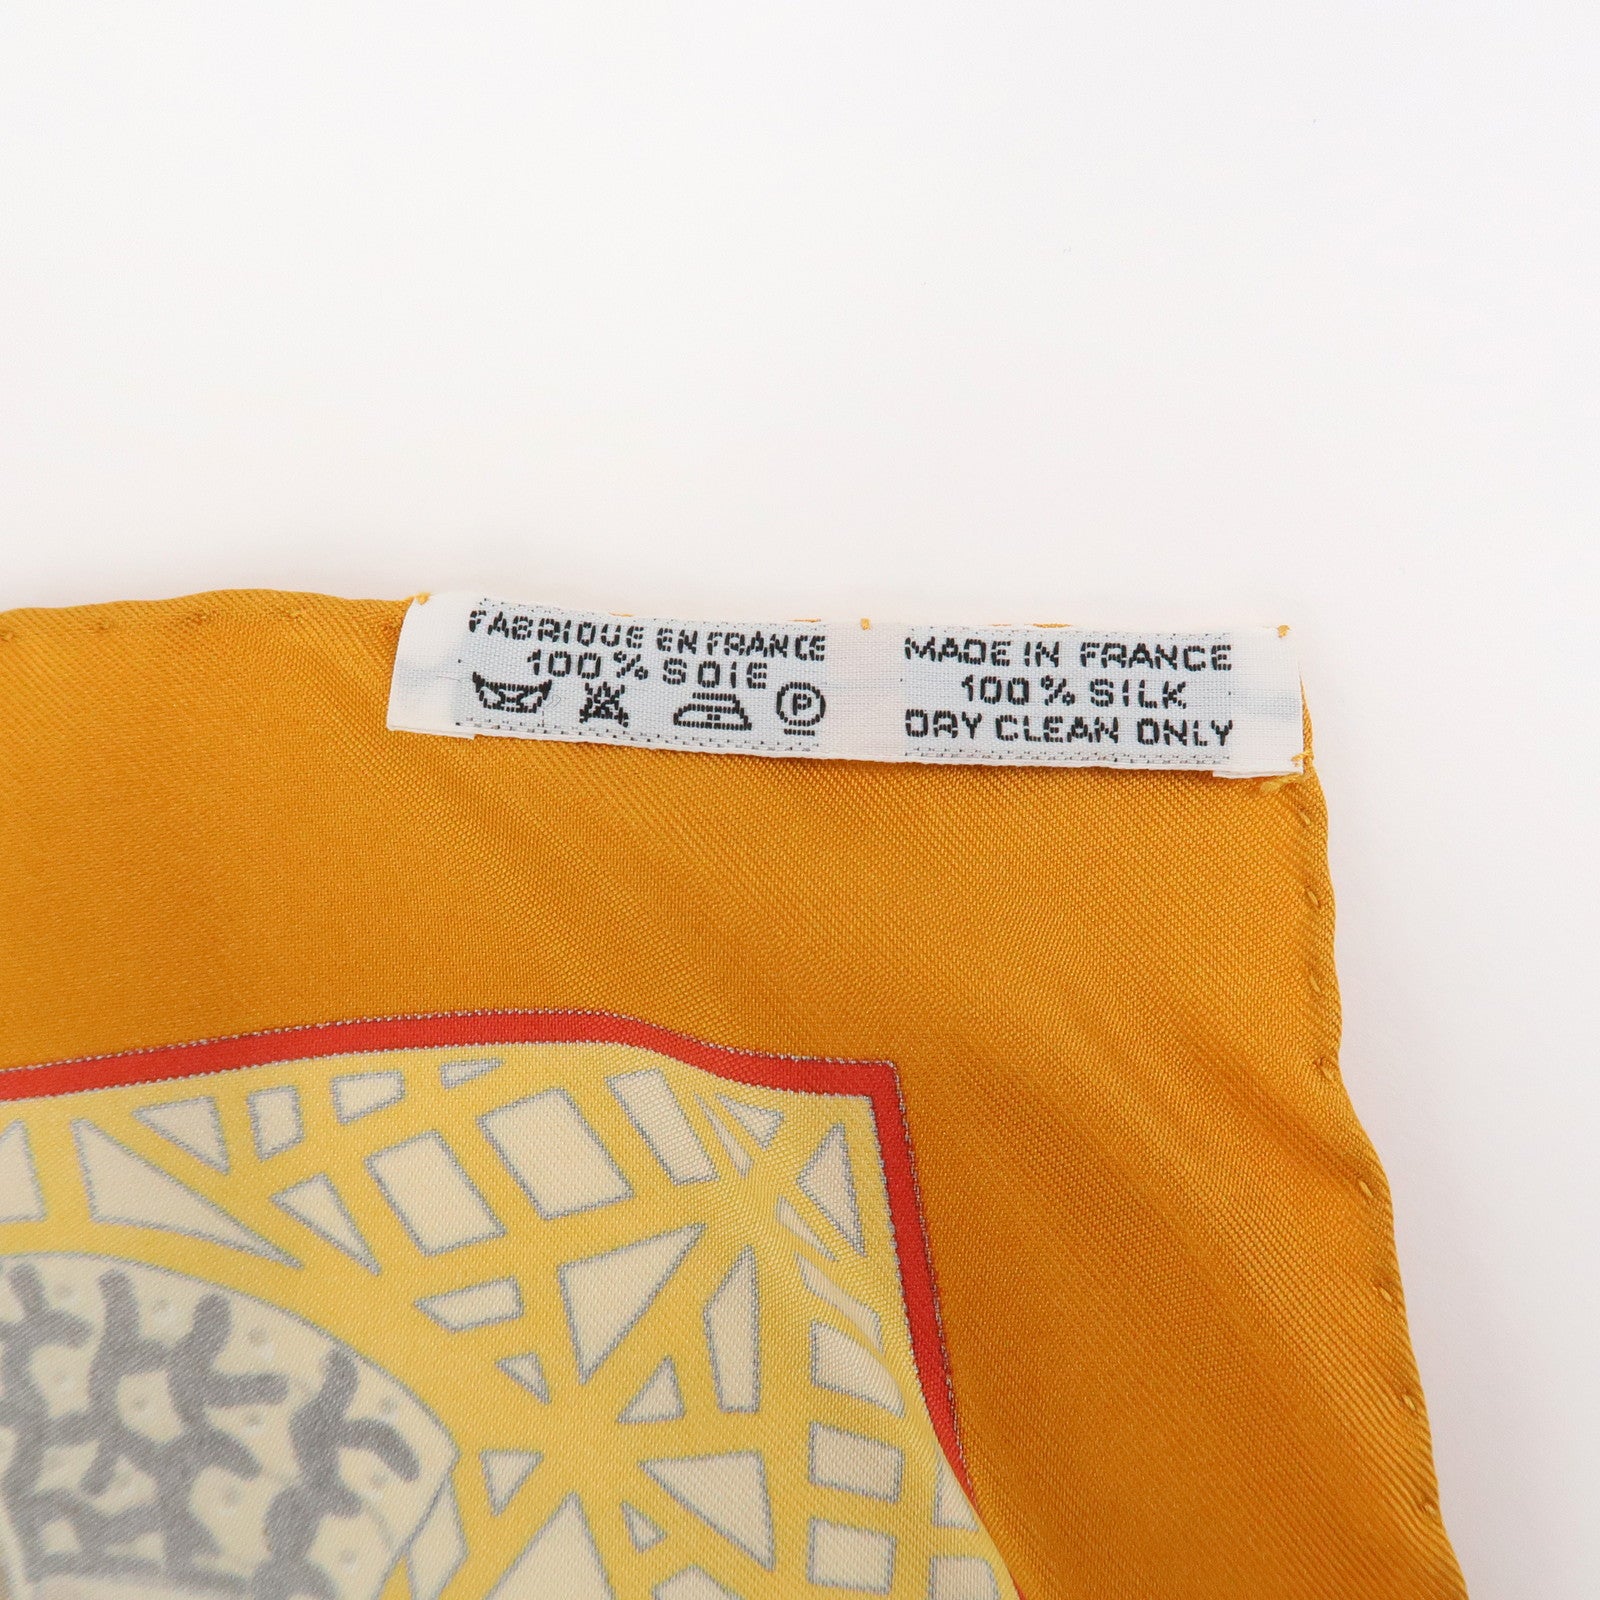 FABRIQUE EN FRANCE
100% SOIE
P
MADE IN FRANCE
100% SILK
DRY CLEAN ONLY